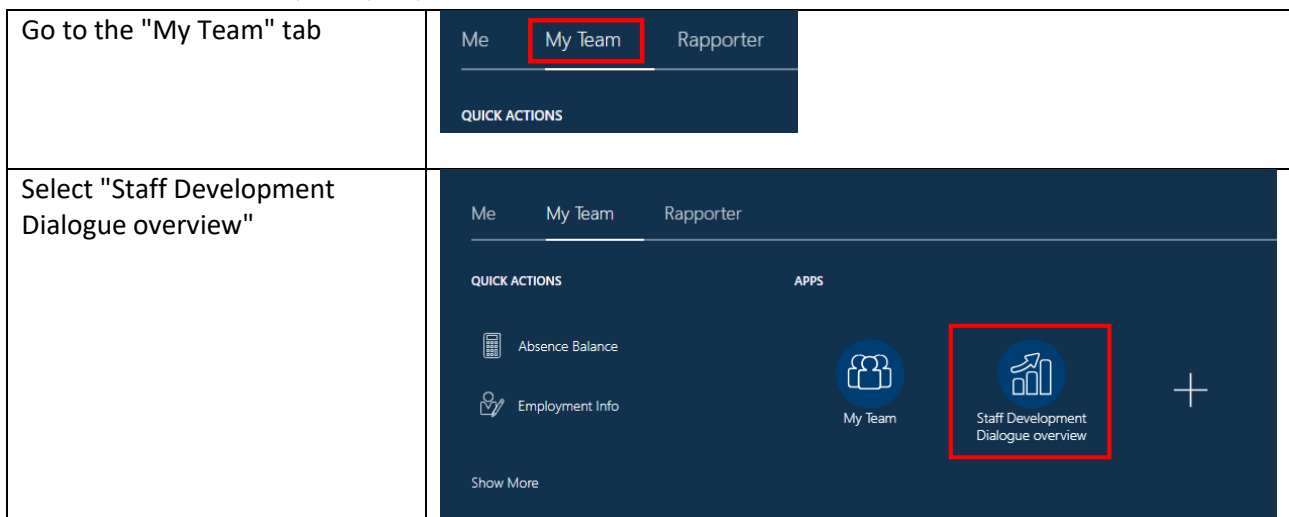 Go to the "My Team" tab
Me My Team Rapporter
QUICK ACTIONS
Select "Staff Development
Dialogue overview"
Me My Team Rapporter
QUICK ACTIONS APPS
Absence Balance
Employment Info
My Team
Staff Development
Dialogue overview
Show More